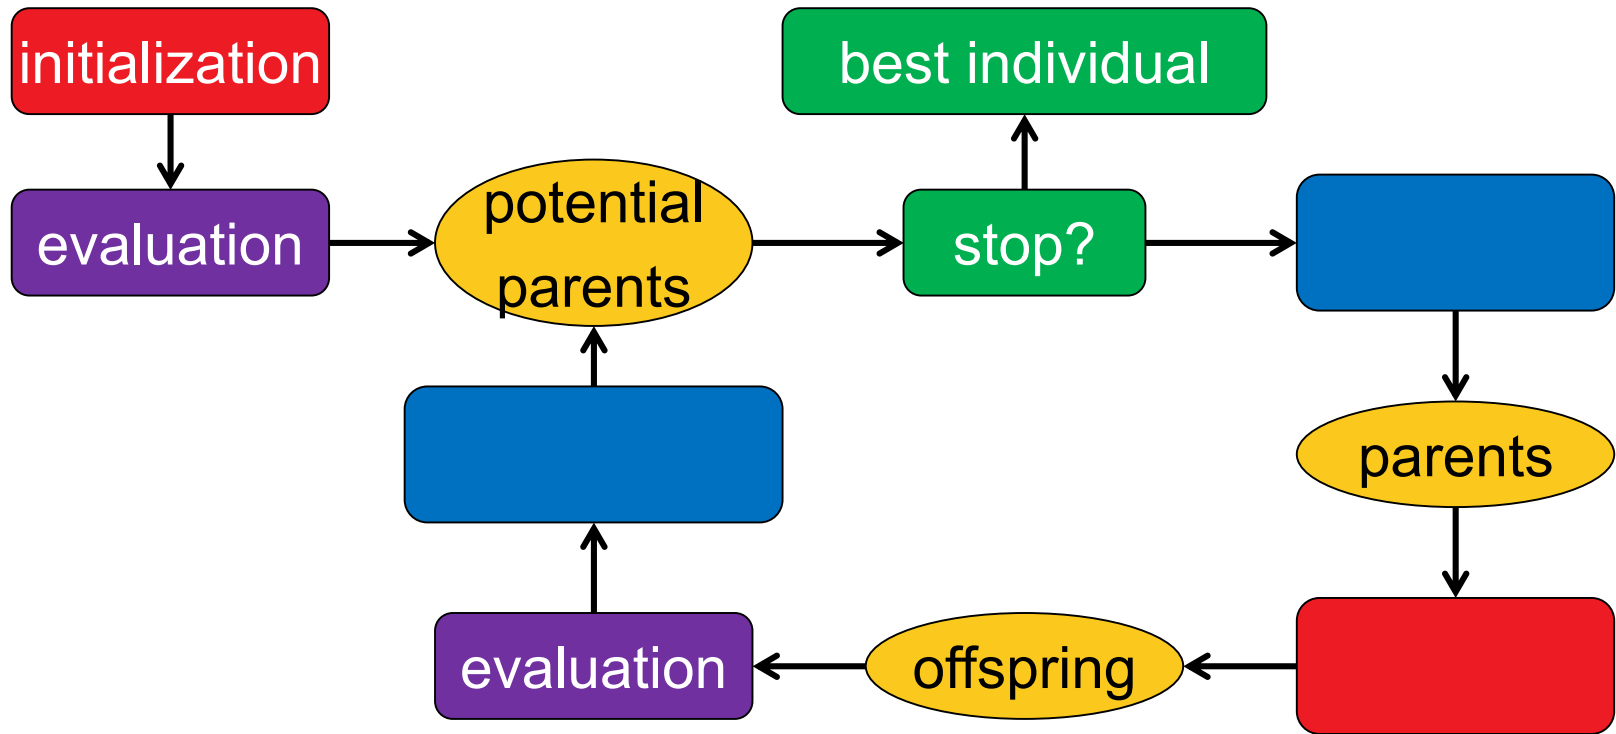 initialization
best individual
evaluation
potential
parents
stop?
parents
evaluation
offspring